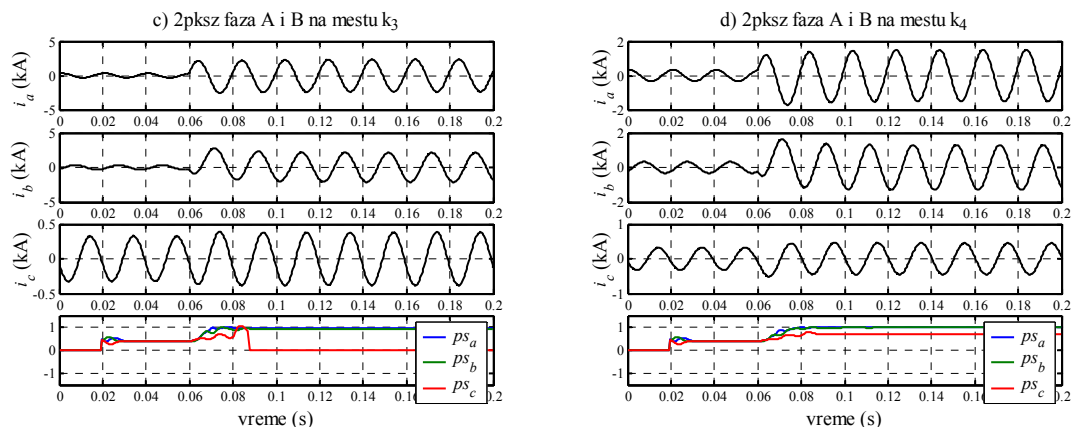 c) 2pksz faza A i B na mestu k3
5
0
-5
i_a (kA)
0 0.02 0.04 0.06 0.08 0.1 0.12 0.14 0.16 0.18 0.2
5
0
-5
i_b (kA)
0 0.02 0.04 0.06 0.08 0.1 0.12 0.14 0.16 0.18 0.2
0.5
0
-0.5
i_c (kA)
0 0.02 0.04 0.06 0.08 0.1 0.12 0.14 0.16 0.18 0.2
1
0
-1
ps_a
ps_b
ps_c
0 0.02 0.04 0.06 0.08 0.1 0.12 0.14 0.2
vreme (s)
d) 2pksz faza A i B na mestu k4
2
0
-2
i_a (kA)
0 0.02 0.04 0.06 0.08 0.1 0.12 0.14 0.16 0.18 0.2
2
0
-2
i_b (kA)
0 0.02 0.04 0.06 0.08 0.1 0.12 0.14 0.16 0.18 0.2
1
0
-1
i_c (kA)
0 0.02 0.04 0.06 0.08 0.1 0.12 0.14 0.16 0.18 0.2
1
0
-1
ps_a
ps_b
ps_c
0 0.02 0.04 0.06 0.08 0.1 0.12 0.14 0.2
vreme (s)